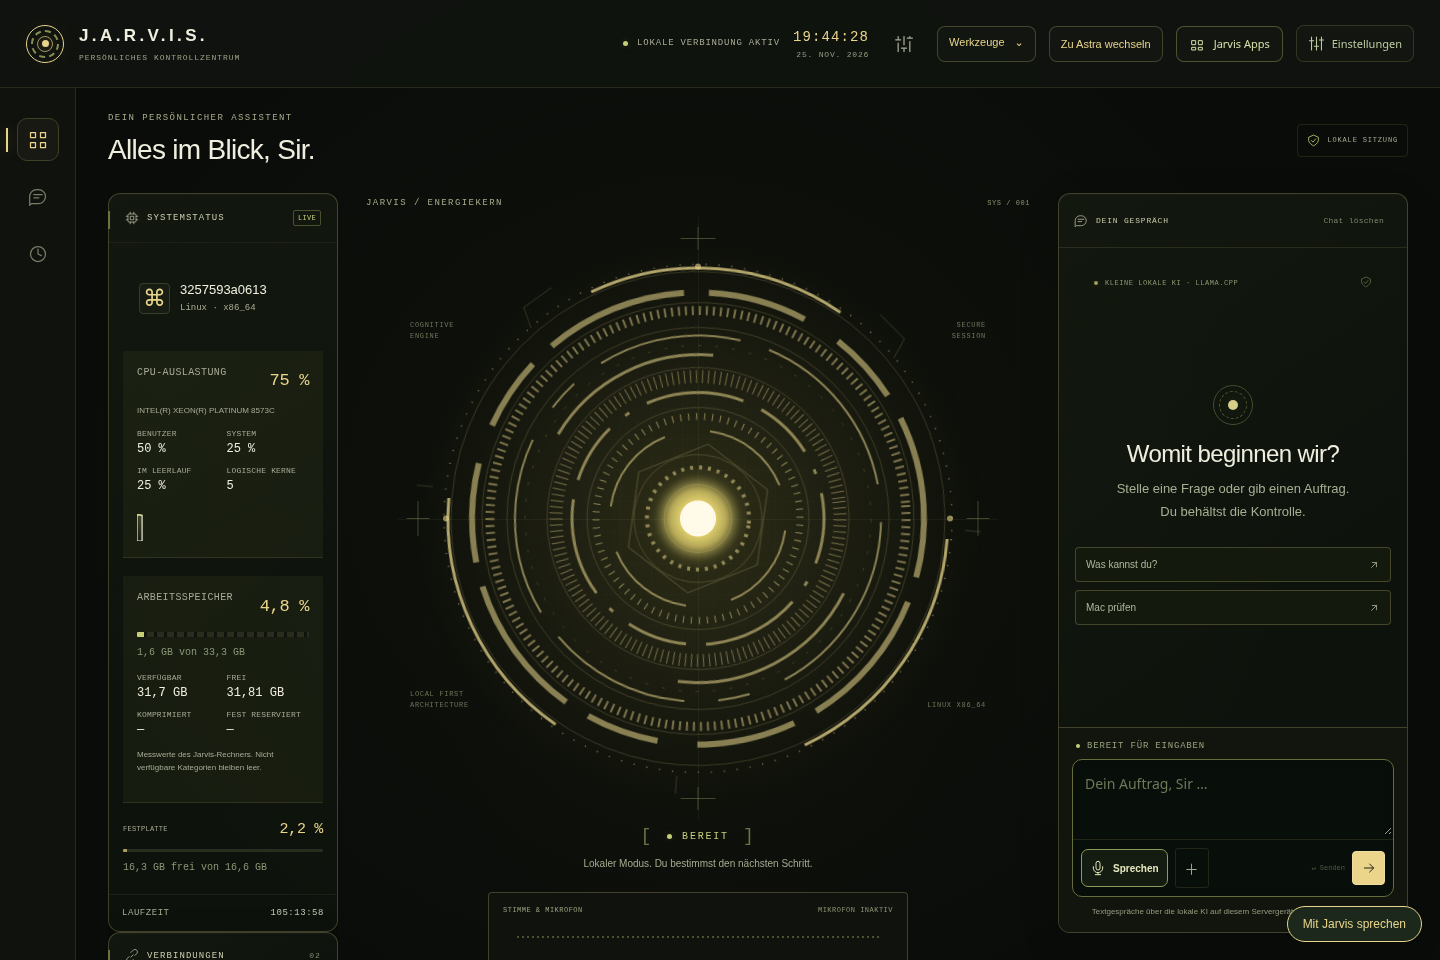 J.A.R.V.I.S.
PERSÖNLICHES KONTROLLZENTRUM
LOKALE VERBINDUNG AKTIV
19:44:28
25. NOV. 2026
Werkzeuge
Zu Astra wechseln
Jarvis Apps
Einstellungen
DEIN PERSÖNLICHER ASSISTENT
Alles im Blick, Sir.
LOKALE SITZUNG
SYSTEMSTATUS
LIVE
3257593a0613
Linux · x86_64
CPU-AUSLASTUNG
75 %
INTEL(R) XEON(R) PLATINUM 8573C
BENUTZER
SYSTEM
50 %
25 %
IM LEERLAUF
LOGISCHE KERNE
25 %
5
ARBEITSSPEICHER
4,8 %
1,6 GB von 33,3 GB
VERFÜGBAR
FREI
31,7 GB
31,81 GB
KOMPRIMIERT
FEST RESERVIERT
—
—
Messwerte des Jarvis-Rechners. Nicht
verfügbare Kategorien bleiben leer.
FESTPLATTE
2,2 %
16,3 GB frei von 16,6 GB
LAUFZEIT
105:13:58
VERBINDUNGEN
02
JARVIS / ENERGIEKERN
SYS / 001
COGNITIVE
ENGINE
SECURE
SESSION
LOCAL FIRST
ARCHITECTURE
LINUX X86_64
[ BEREIT ]
Lokaler Modus. Du bestimmst den nächsten Schritt.
STIMME & MIKROFON
MIKROFON INAKTIV
DEIN GESPRÄCH
Chat löschen
KLEINE LOKALE KI · LLAMA.CPP
Womit beginnen wir?
Stelle eine Frage oder gib einen Auftrag.
Du behältst die Kontrolle.
Was kannst du?
Mac prüfen
BEREIT FÜR EINGABEN
Dein Auftrag, Sir ...
Sprechen
↵ Senden
Textgespräche über die lokale KI auf diesem
Mit Jarvis sprechen